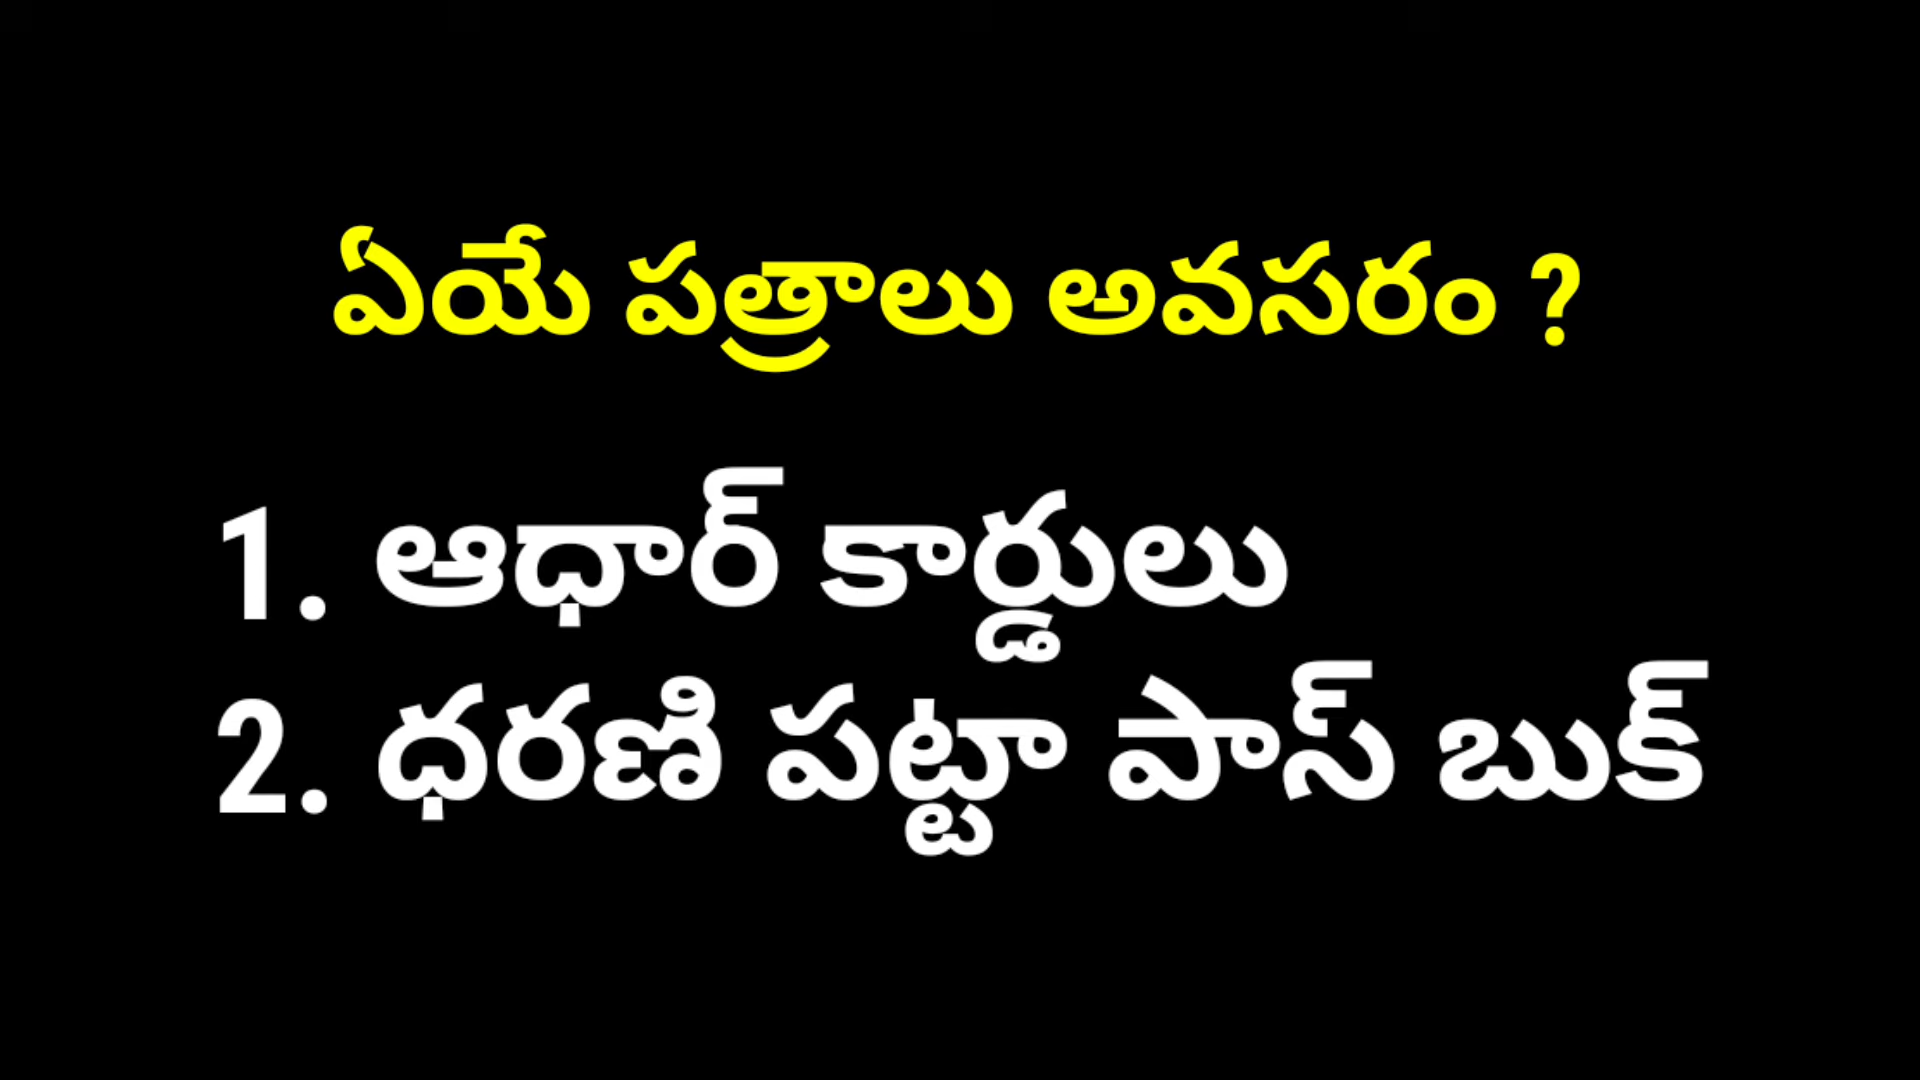 ఏయే పత్రాలు అవసరం ?
1. ఆధార్ కార్డులు
2. ధరణి పట్టా పాస్ బుక్